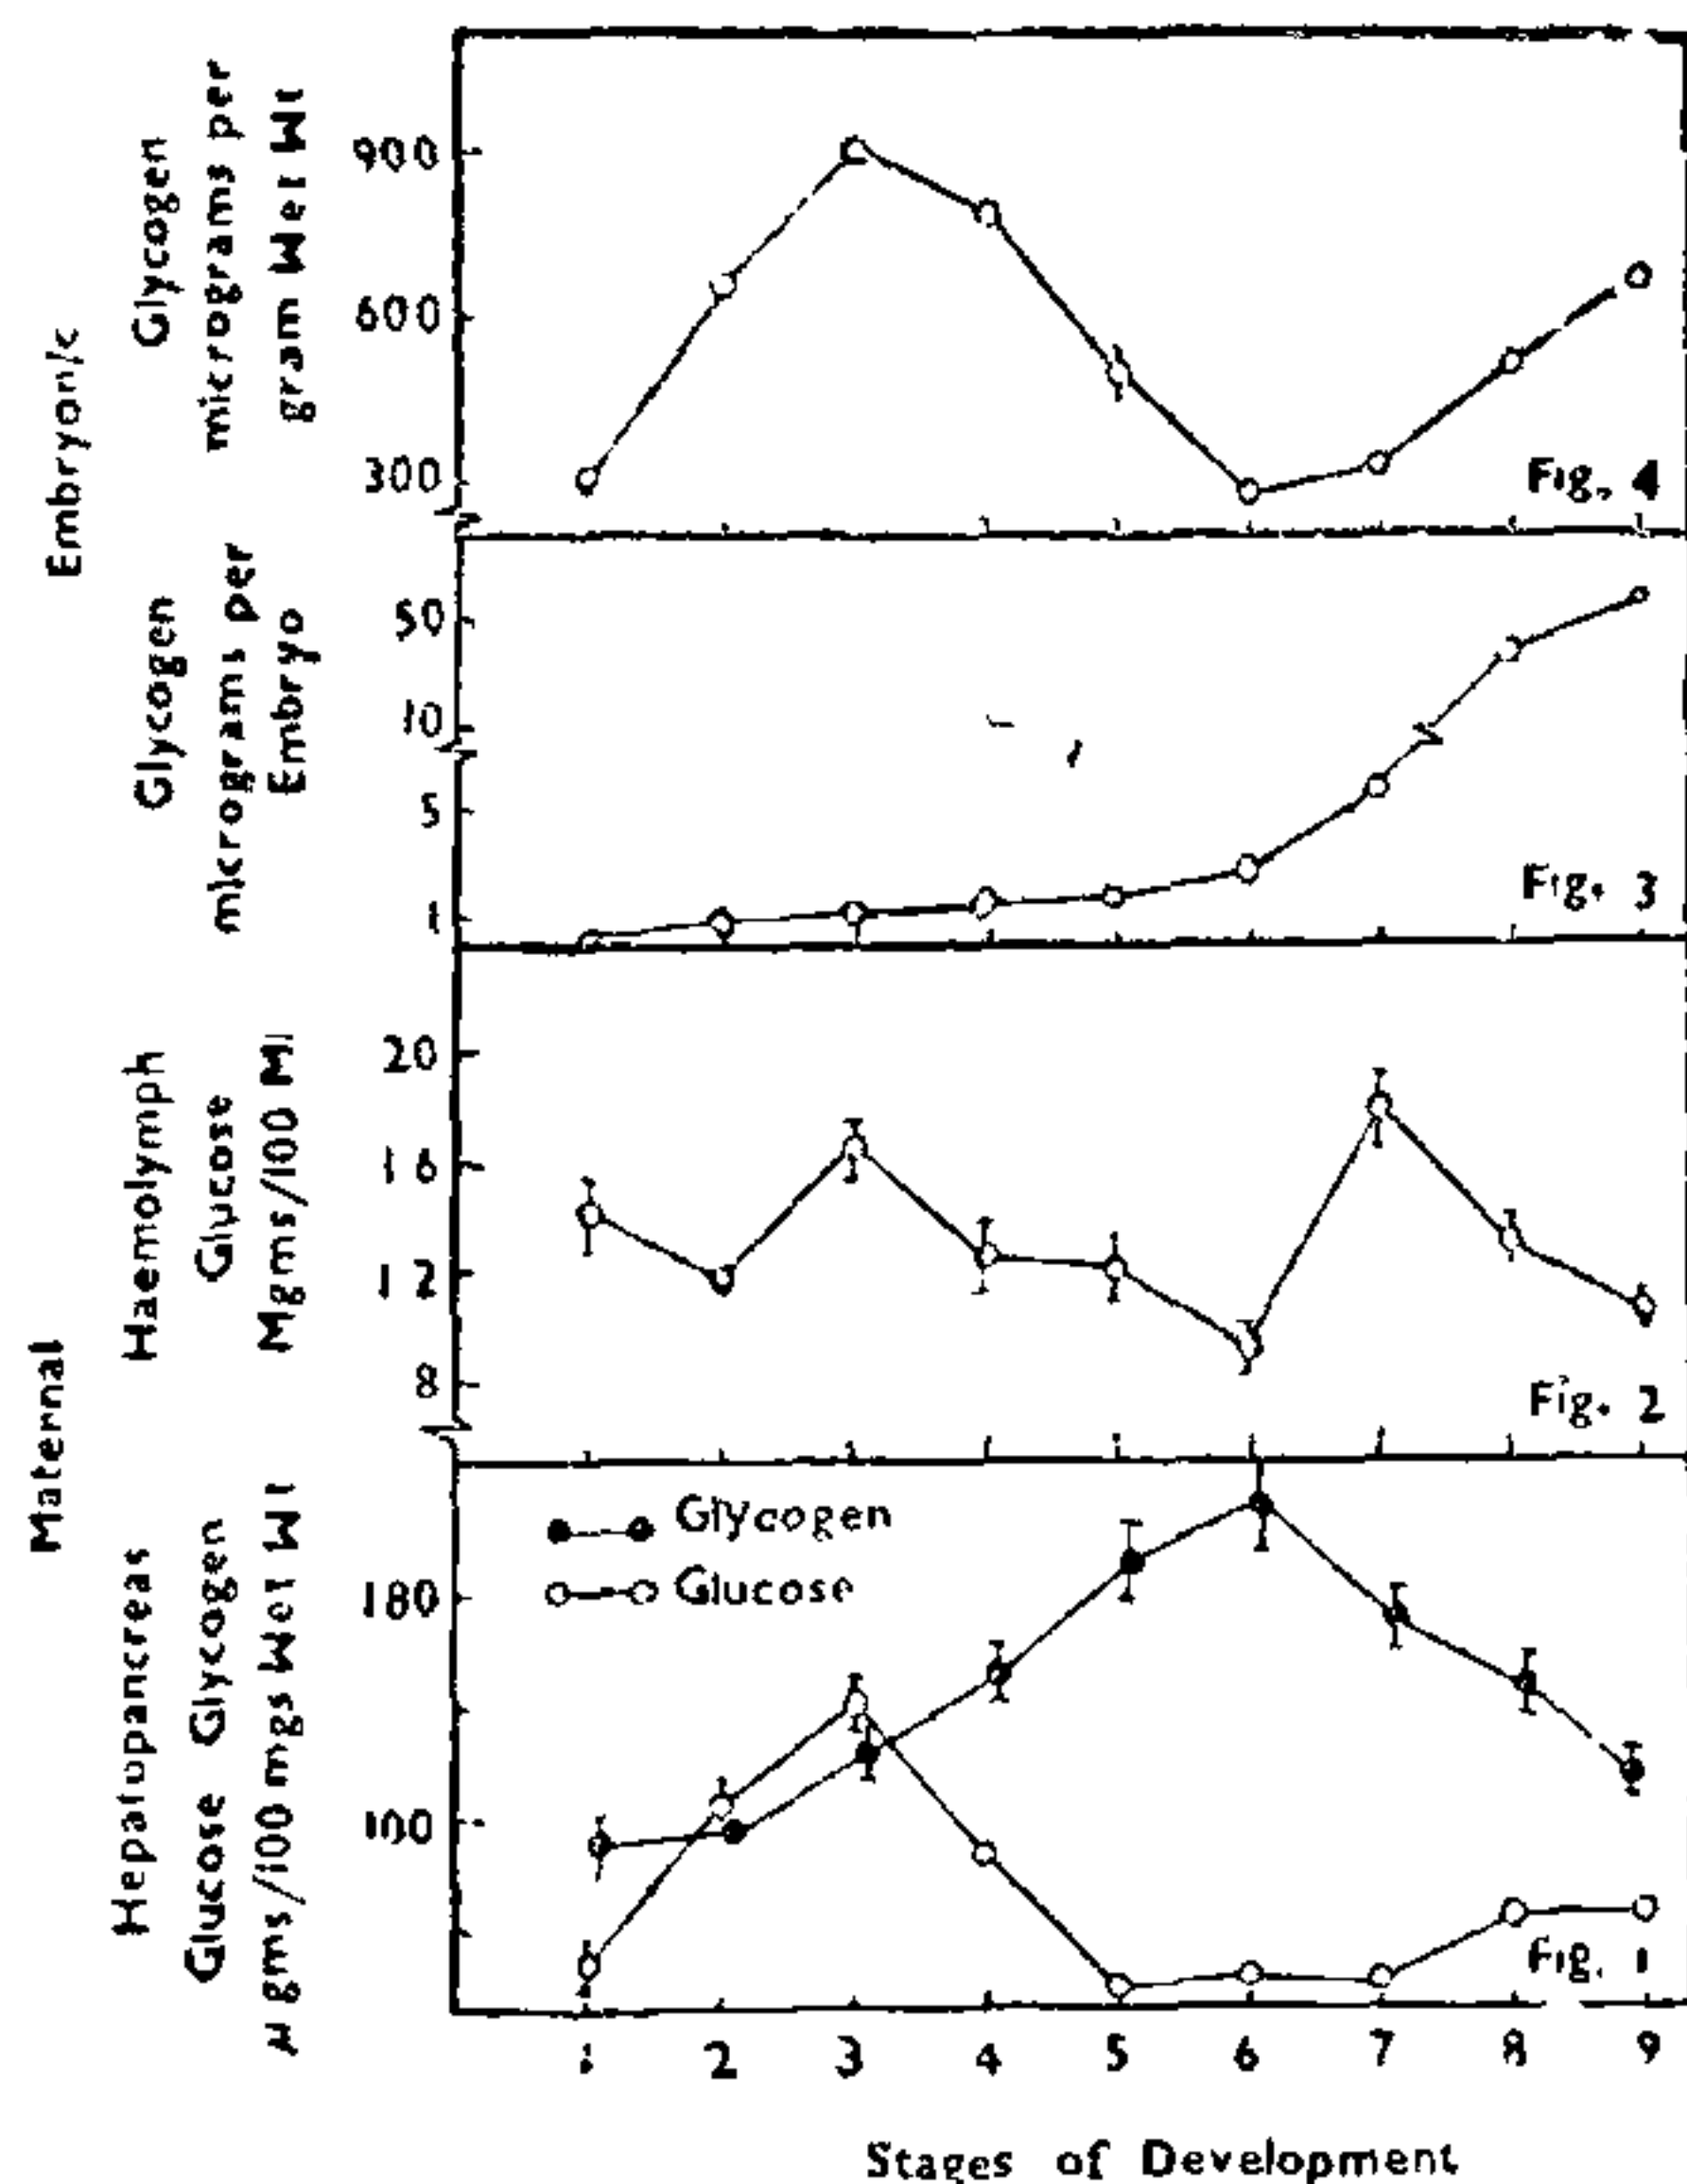 Embryonic
Glycogen
micrograms per
gram Wet Wt
900
600
300
Fig. 4
Glycogen
micrograms per
Embryo
50
10
5
1
Fig. 3
Maternal
Haemolymph
Glucose
Mgms/100 Ml
20
16
12
8
Fig. 2
Hepatopancreas
Glucose Glycogen
µ gms/100 mgs Wet Wt
Glycogen
Glucose
180
100
Fig. 1
1 2 3 4 5 6 7 8 9
Stages of Development